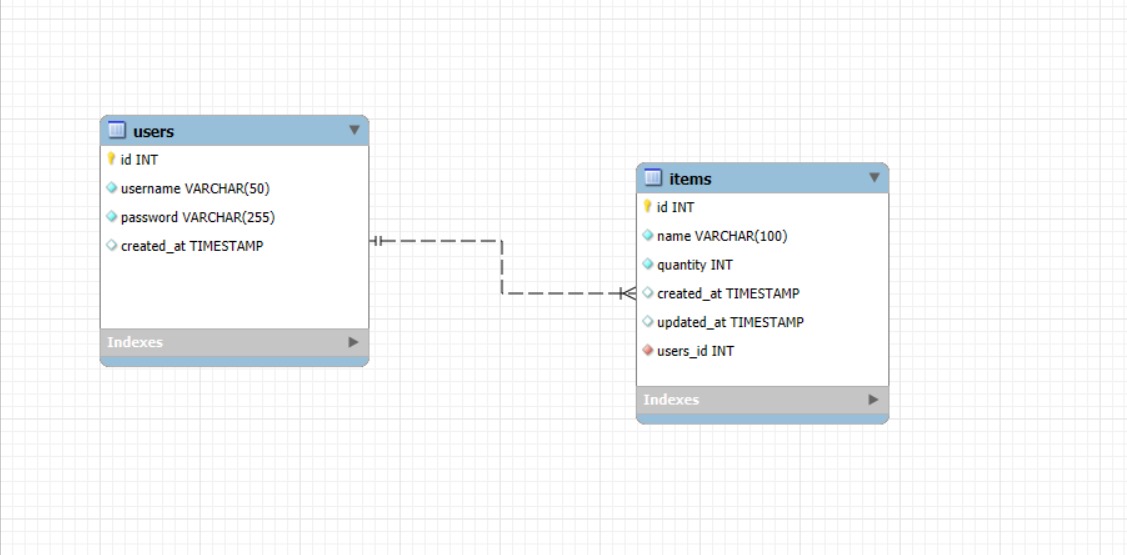 users
id INT
username VARCHAR(50)
password VARCHAR(255)
created_at TIMESTAMP
Indexes
items
id INT
name VARCHAR(100)
quantity INT
created_at TIMESTAMP
updated_at TIMESTAMP
users_id INT
Indexes